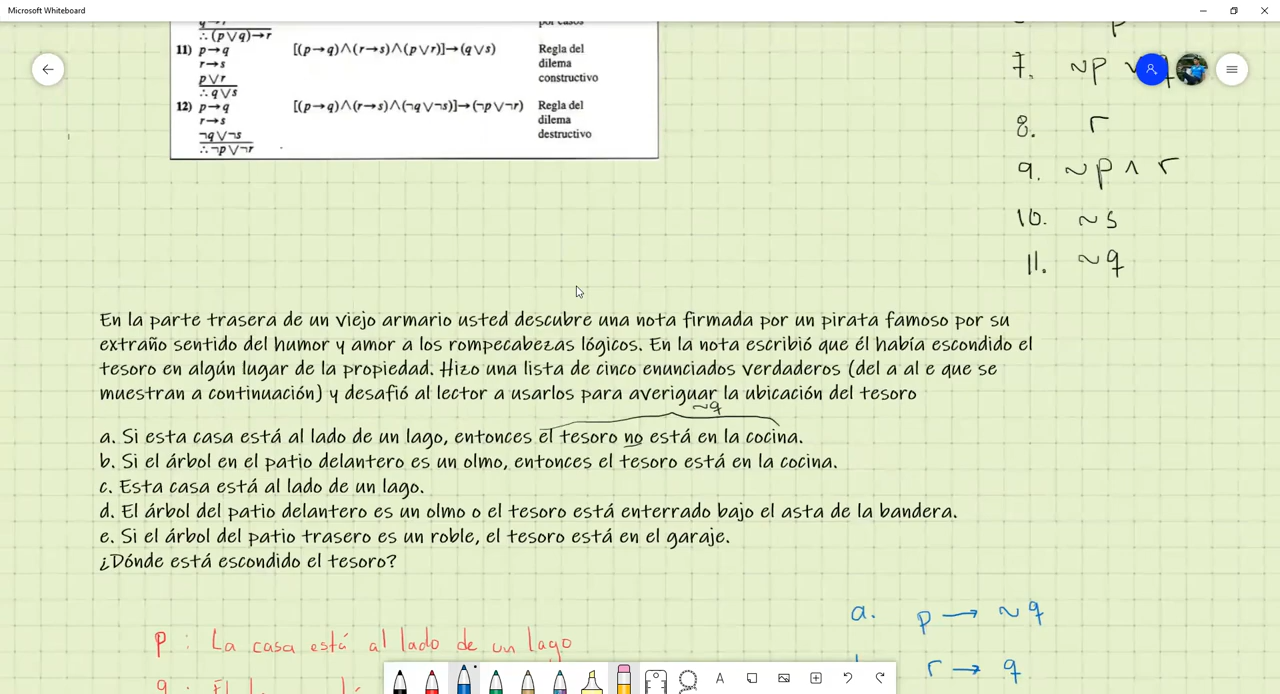 Microsoft Whiteboard
q→r
∴ (p∨q)→r
por casos
11) p→q [(p→q)∧(r→s)∧(p∨r)]→(q∨s) Regla del
r→s dilema
p∨r constructivo
∴ q∨s
12) p→q [(p→q)∧(r→s)∧(¬q∨¬s)]→(¬p∨¬r) Regla del
r→s dilema
¬q∨¬s destructivo
∴ ¬p∨¬r
p
7. ~p ∨ q
8. r
9. ~p ∧ r
10. ~s
11. ~q
En la parte trasera de un viejo armario usted descubre una nota firmada por un pirata famoso por su
extraño sentido del humor y amor a los rompecabezas lógicos. En la nota escribió que él había escondido el
tesoro en algún lugar de la propiedad. Hizo una lista de cinco enunciados verdaderos (del a al e que se
muestran a continuación) y desafió al lector a usarlos para averiguar la ubicación del tesoro
~q
a. Si esta casa está al lado de un lago, entonces el tesoro no está en la cocina.
b. Si el árbol en el patio delantero es un olmo, entonces el tesoro está en la cocina.
c. Esta casa está al lado de un lago.
d. El árbol del patio delantero es un olmo o el tesoro está enterrado bajo el asta de la bandera.
e. Si el árbol del patio trasero es un roble, el tesoro está en el garaje.
¿Dónde está escondido el tesoro?
a. p → ~q
p : La casa está al lado de un lago
r → q